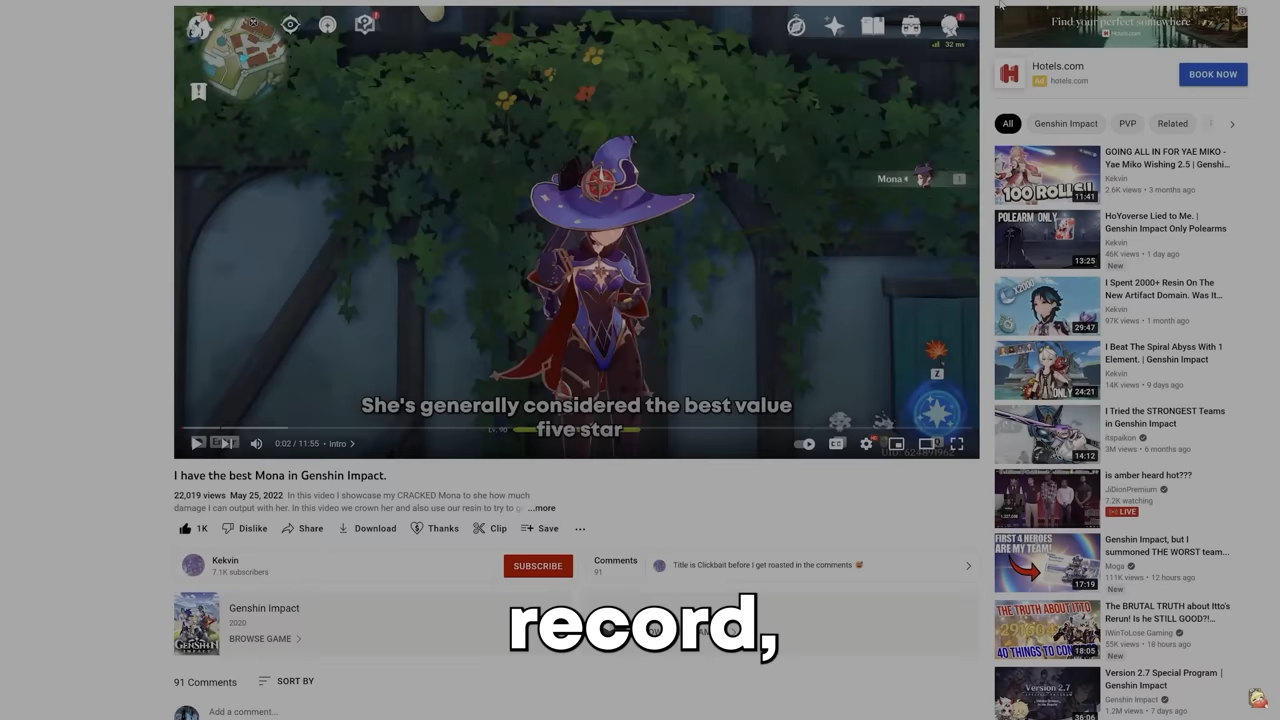 32 ms
Mona
1
She's generally considered the best value
five star
LV. 90
Z
0:02 / 11:55 • Intro
UID: 624891962
I have the best Mona in Genshin Impact.
22,019 views May 25, 2022 In this video I showcase my CRACKED Mona to she how much
damage I can output with her. In this video we crown her and also use our resin to try to g
...more
1K Dislike Share Download Thanks Clip Save
Kekvin
7.1K subscribers
SUBSCRIBE
Comments
91
Title is Clickbait before I get roasted in the comments
GENSHIN
Genshin Impact
2020
BROWSE GAME
record,
91 Comments
SORT BY
Add a comment...
Find your perfect somewhere
Hotels.com
Hotels.com
Ad hotels.com
BOOK NOW
All Genshin Impact PVP Related
100 ROLLS!!
11:41
GOING ALL IN FOR YAE MIKO -
Yae Miko Wishing 2.5 | Genshi...
Kekvin
2.6K views • 3 months ago
POLEARM ONLY
13:25
HoYoverse Lied to Me. |
Genshin Impact Only Polearms
Kekvin
46K views • 1 day ago
New
29:47
I Spent 2000+ Resin On The
New Artifact Domain. Was It...
Kekvin
97K views • 1 month ago
ONLY
24:21
I Beat The Spiral Abyss With 1
Element. | Genshin Impact
Kekvin
14K views • 9 days ago
14:12
I Tried the STRONGEST Teams
in Genshin Impact
itspaikon
3M views • 6 months ago
is amber heard hot???
JiDionPremium
7.2K watching
LIVE
FIRST 4 HEROES
ARE MY TEAM!
17:19
Genshin Impact, but I
summoned THE WORST team...
Moga
111K views • 12 hours ago
New
THE TRUTH ABOUT ITTO
40 THINGS TO
18:05
The BRUTAL TRUTH about Itto's
Rerun! Is he STILL GOOD?!...
IWinToLose Gaming
55K views • 18 hours ago
New
Version 2.7
36:06
Version 2.7 Special Program |
Genshin Impact
Genshin Impact
1.2M views • 7 days ago